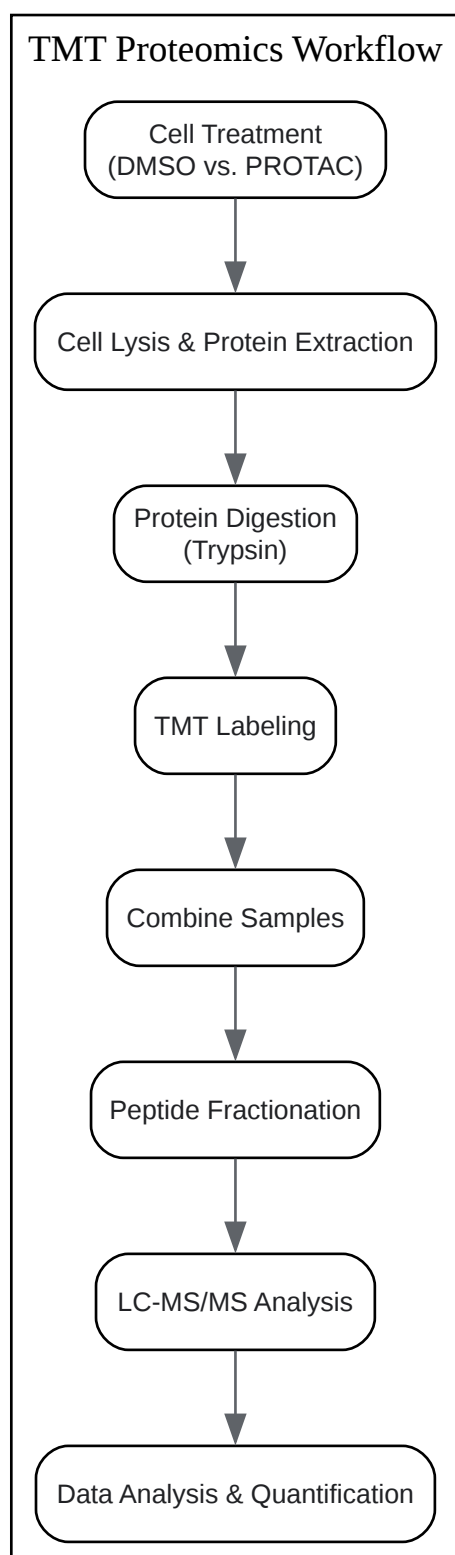 TMT Proteomics Workflow
Cell Treatment
(DMSO vs. PROTAC)
Cell Lysis & Protein Extraction
Protein Digestion
(Trypsin)
TMT Labeling
Combine Samples
Peptide Fractionation
LC-MS/MS Analysis
Data Analysis & Quantification